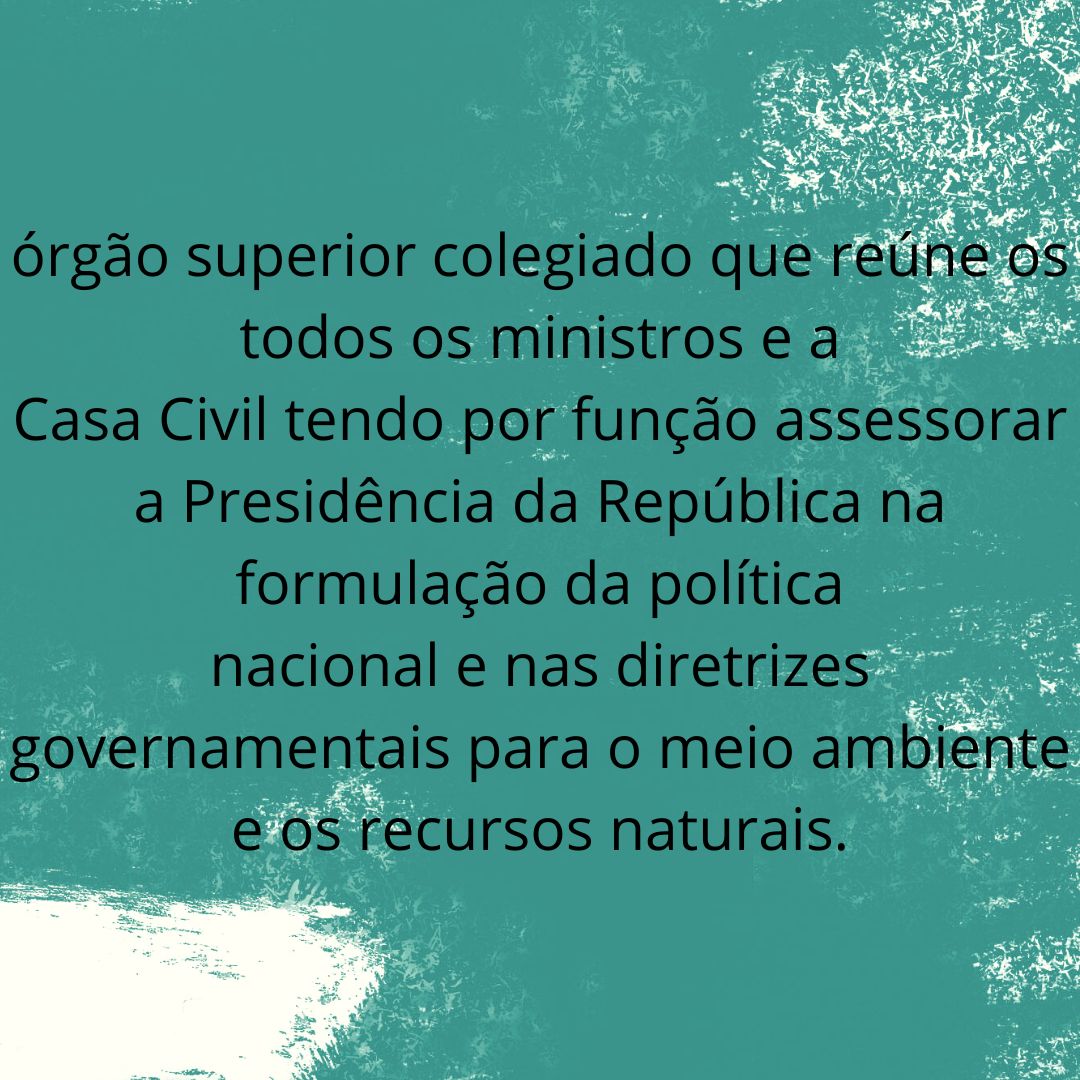 órgão superior colegiado que reúne os
todos os ministros e a
Casa Civil tendo por função assessorar
a Presidência da República na
formulação da política
nacional e nas diretrizes
governamentais para o meio ambiente
e os recursos naturais.